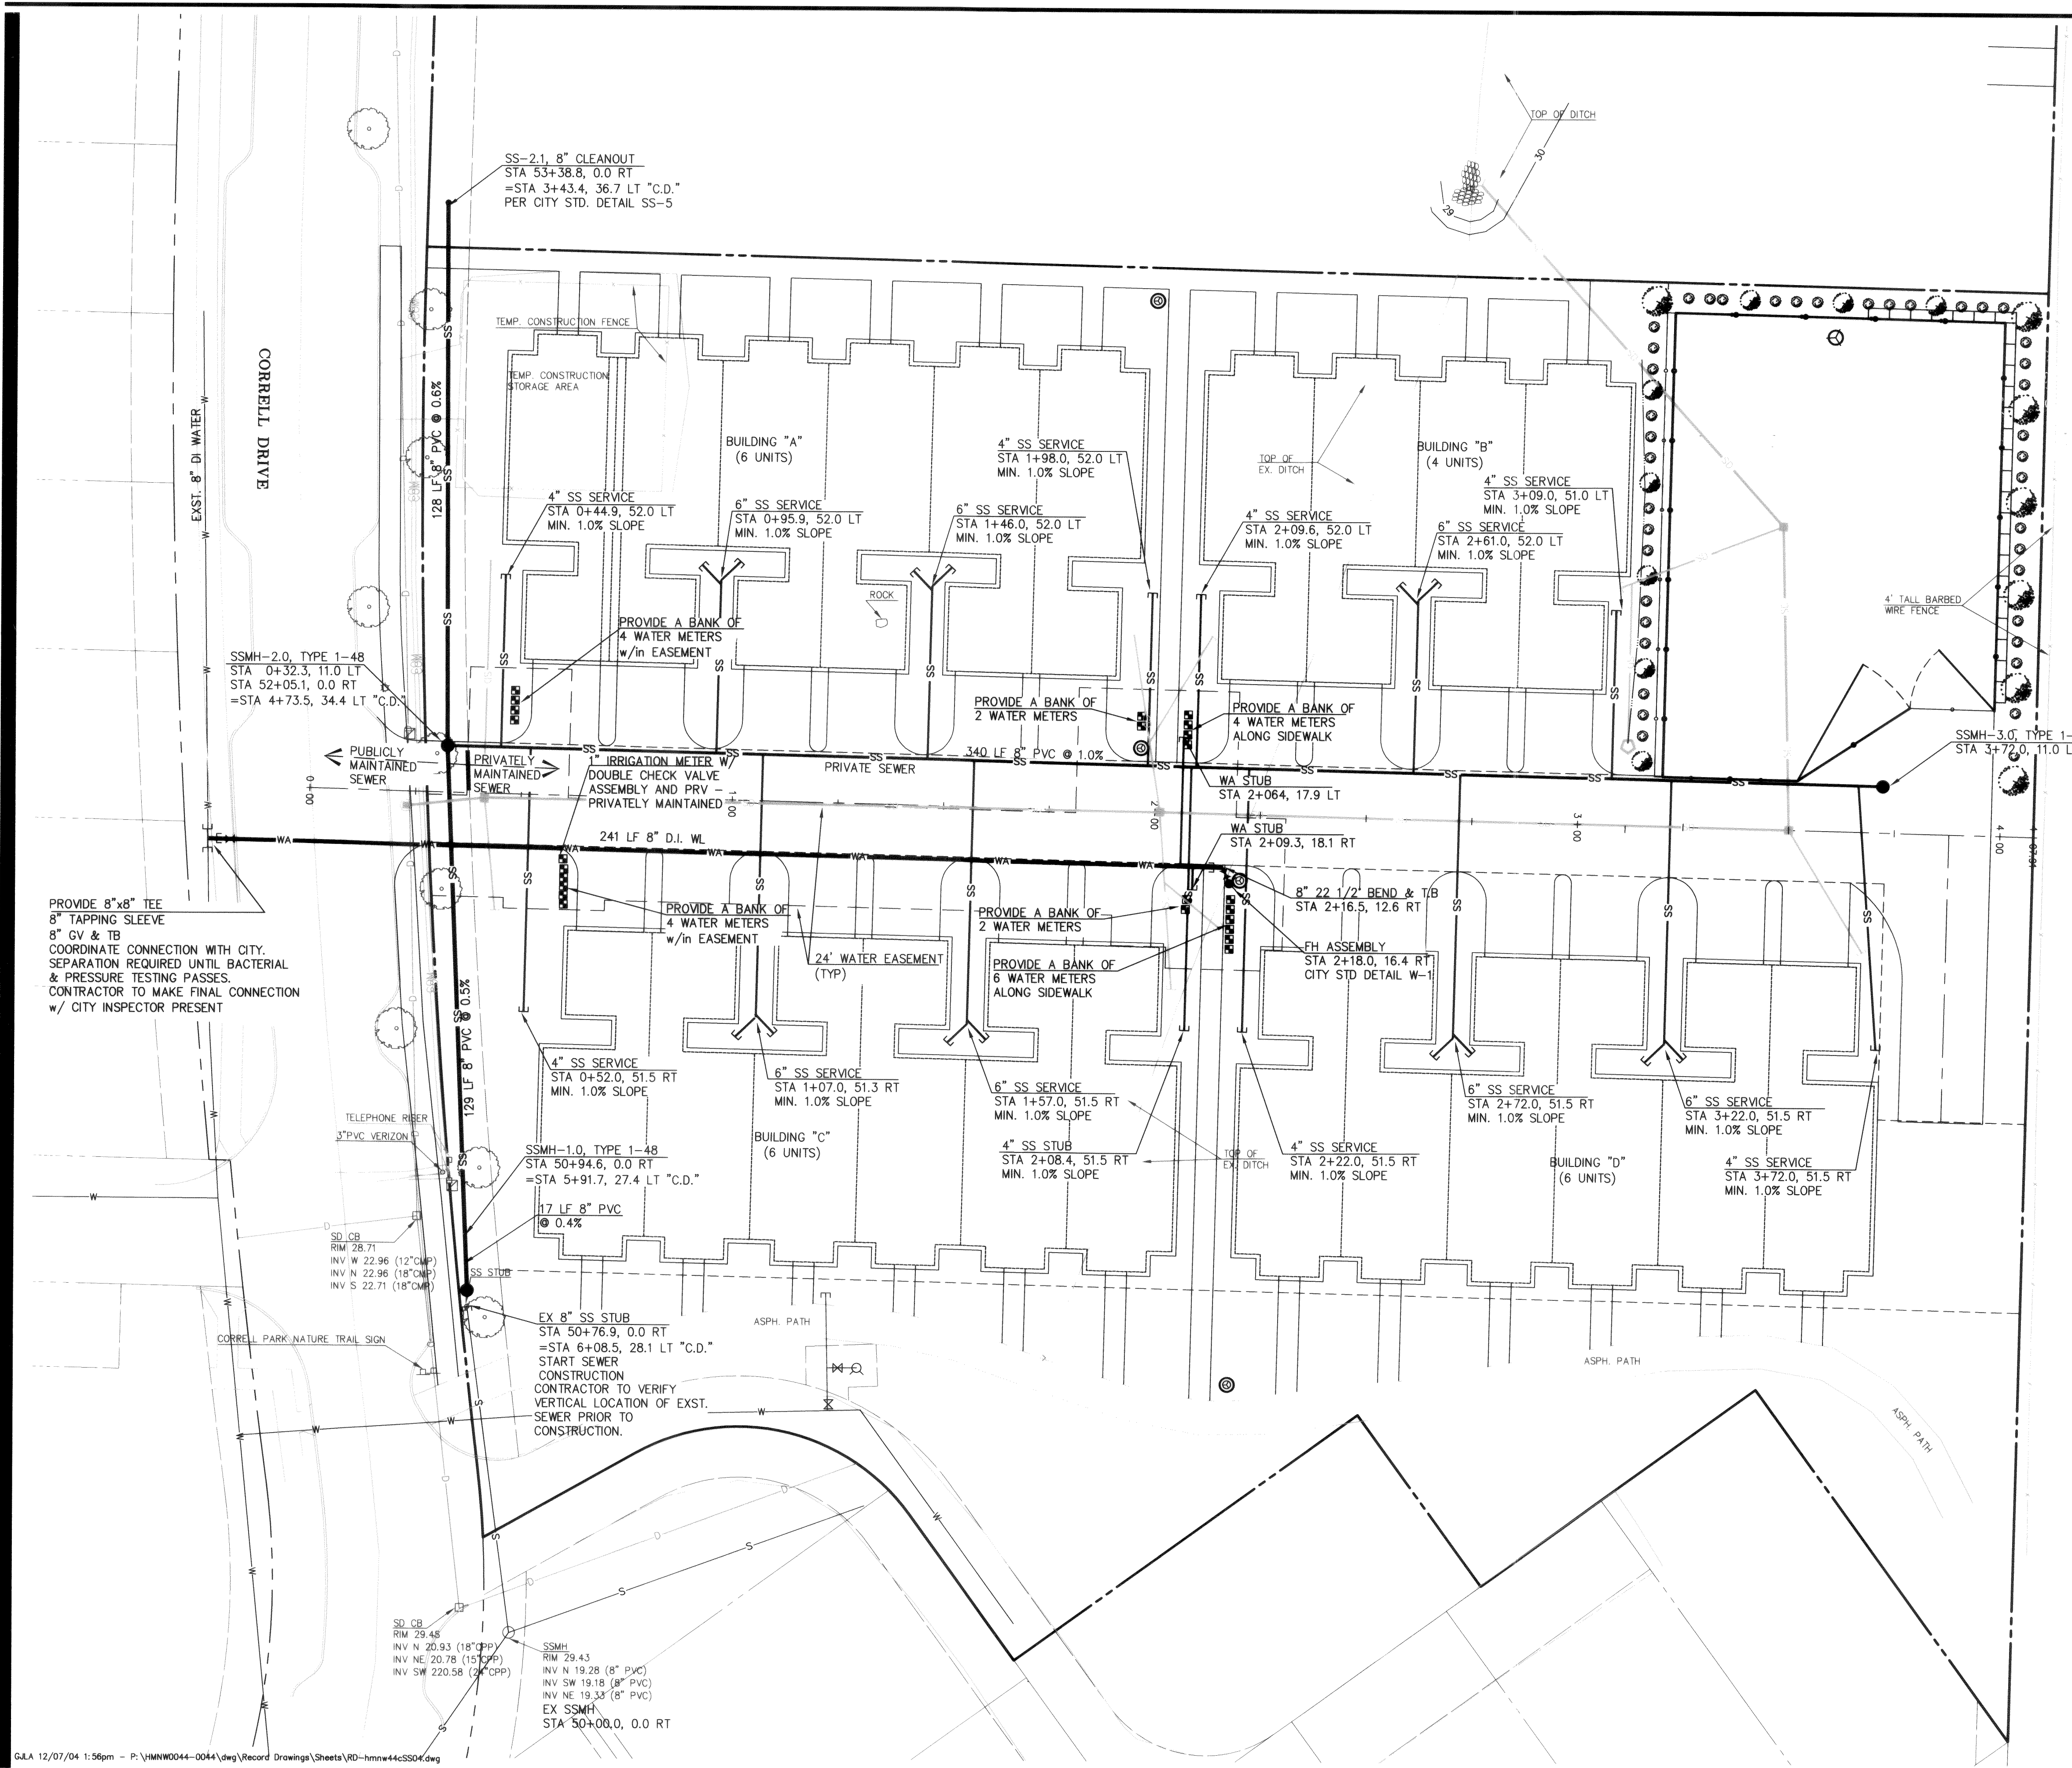 TOP OF DITCH
30
29
SS-2.1, 8" CLEANOUT
STA 53+38.8, 0.0 RT
=STA 3+43.4, 36.7 LT "C.D."
PER CITY STD. DETAIL SS-5
CORRELL DRIVE
EXST. 8" DI WATER
128 LF 8" PVC @ 0.6%
TEMP. CONSTRUCTION FENCE
TEMP. CONSTRUCTION
STORAGE AREA
BUILDING "A"
(6 UNITS)
4" SS SERVICE
STA 0+44.9, 52.0 LT
MIN. 1.0% SLOPE
6" SS SERVICE
STA 0+95.9, 52.0 LT
MIN. 1.0% SLOPE
6" SS SERVICE
STA 1+46.0, 52.0 LT
MIN. 1.0% SLOPE
4" SS SERVICE
STA 1+98.0, 52.0 LT
MIN. 1.0% SLOPE
TOP OF
EX. DITCH
BUILDING "B"
(4 UNITS)
4" SS SERVICE
STA 2+09.6, 52.0 LT
MIN. 1.0% SLOPE
6" SS SERVICE
STA 2+61.0, 52.0 LT
MIN. 1.0% SLOPE
4" SS SERVICE
STA 3+09.0, 51.0 LT
MIN. 1.0% SLOPE
4' TALL BARBED
WIRE FENCE
ROCK
PROVIDE A BANK OF
4 WATER METERS
w/in EASEMENT
SSMH-2.0, TYPE 1-48
STA 0+32.3, 11.0 LT
STA 52+05.1, 0.0 RT
=STA 4+73.5, 34.4 LT "C.D."
PROVIDE A BANK OF
2 WATER METERS
PROVIDE A BANK OF
4 WATER METERS
ALONG SIDEWALK
SSMH-3.0, TYPE 1-
STA 3+72.0, 11.0 L
PUBLICLY
MAINTAINED
SEWER
PRIVATELY
MAINTAINED
SEWER
1" IRRIGATION METER W/
DOUBLE CHECK VALVE
ASSEMBLY AND PRV -
PRIVATELY MAINTAINED
PRIVATE SEWER
340 LF 8" PVC @ 1.0%
WA STUB
STA 2+064, 17.9 LT
0+00
1+00
2+00
3+00
4+00
WA STUB
STA 2+09.3, 18.1 RT
241 LF 8" D.I. WL
PROVIDE 8"x8" TEE
8" TAPPING SLEEVE
8" GV & TB
COORDINATE CONNECTION WITH CITY.
SEPARATION REQUIRED UNTIL BACTERIAL
& PRESSURE TESTING PASSES.
CONTRACTOR TO MAKE FINAL CONNECTION
w/ CITY INSPECTOR PRESENT
PROVIDE A BANK OF
4 WATER METERS
w/in EASEMENT
24' WATER EASEMENT
(TYP)
PROVIDE A BANK OF
2 WATER METERS
PROVIDE A BANK OF
6 WATER METERS
ALONG SIDEWALK
8" 22 1/2' BEND & TB
STA 2+16.5, 12.6 RT
FH ASSEMBLY
STA 2+18.0, 16.4 RT
CITY STD DETAIL W-1
129 LF 8" PVC @ 0.5%
4" SS SERVICE
STA 0+52.0, 51.5 RT
MIN. 1.0% SLOPE
6" SS SERVICE
STA 1+07.0, 51.3 RT
MIN. 1.0% SLOPE
6" SS SERVICE
STA 1+57.0, 51.5 RT
MIN. 1.0% SLOPE
4" SS STUB
STA 2+08.4, 51.5 RT
MIN. 1.0% SLOPE
TOP OF
EX. DITCH
4" SS SERVICE
STA 2+22.0, 51.5 RT
MIN. 1.0% SLOPE
6" SS SERVICE
STA 2+72.0, 51.5 RT
MIN. 1.0% SLOPE
6" SS SERVICE
STA 3+22.0, 51.5 RT
MIN. 1.0% SLOPE
4" SS SERVICE
STA 3+72.0, 51.5 RT
MIN. 1.0% SLOPE
BUILDING "C"
(6 UNITS)
BUILDING "D"
(6 UNITS)
TELEPHONE RISER
3"PVC VERIZON
SSMH-1.0, TYPE 1-48
STA 50+94.6, 0.0 RT
=STA 5+91.7, 27.4 LT "C.D."
17 LF 8" PVC
@ 0.4%
SD CB
RIM 28.71
INV W 22.96 (12"CMP)
INV N 22.96 (18"CMP)
INV S 22.71 (18"CMP)
SS STUB
EX 8" SS STUB
STA 50+76.9, 0.0 RT
=STA 6+08.5, 28.1 LT "C.D."
START SEWER
CONSTRUCTION
CONTRACTOR TO VERIFY
VERTICAL LOCATION OF EXST.
SEWER PRIOR TO
CONSTRUCTION.
CORRELL PARK NATURE TRAIL SIGN
ASPH. PATH
ASPH. PATH
ASPH. PATH
SD CB
RIM 29.45
INV N 20.93 (18"CPP)
INV NE 20.78 (15"CPP)
INV SW 220.58 (24"CPP)
SSMH
RIM 29.43
INV N 19.28 (8" PVC)
INV SW 19.18 (8" PVC)
INV NE 19.33 (8" PVC)
EX SSMH
STA 50+00.0, 0.0 RT
GJLA 12/07/04 1:56pm - P:\HMNW0044-0044\dwg\Record Drawings\Sheets\RD-hmnw44cSS04.dwg